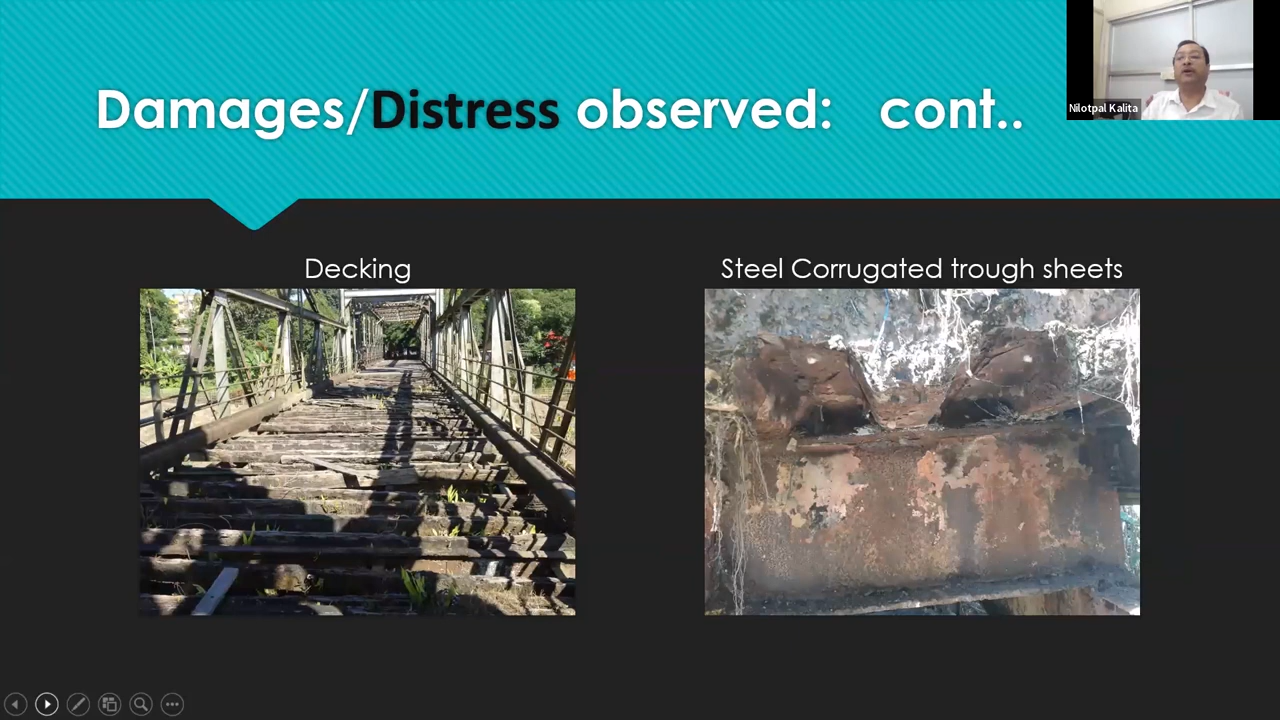 Damages/Distress observed: cont..
Nilotpal Kalita
Decking
Steel Corrugated trough sheets